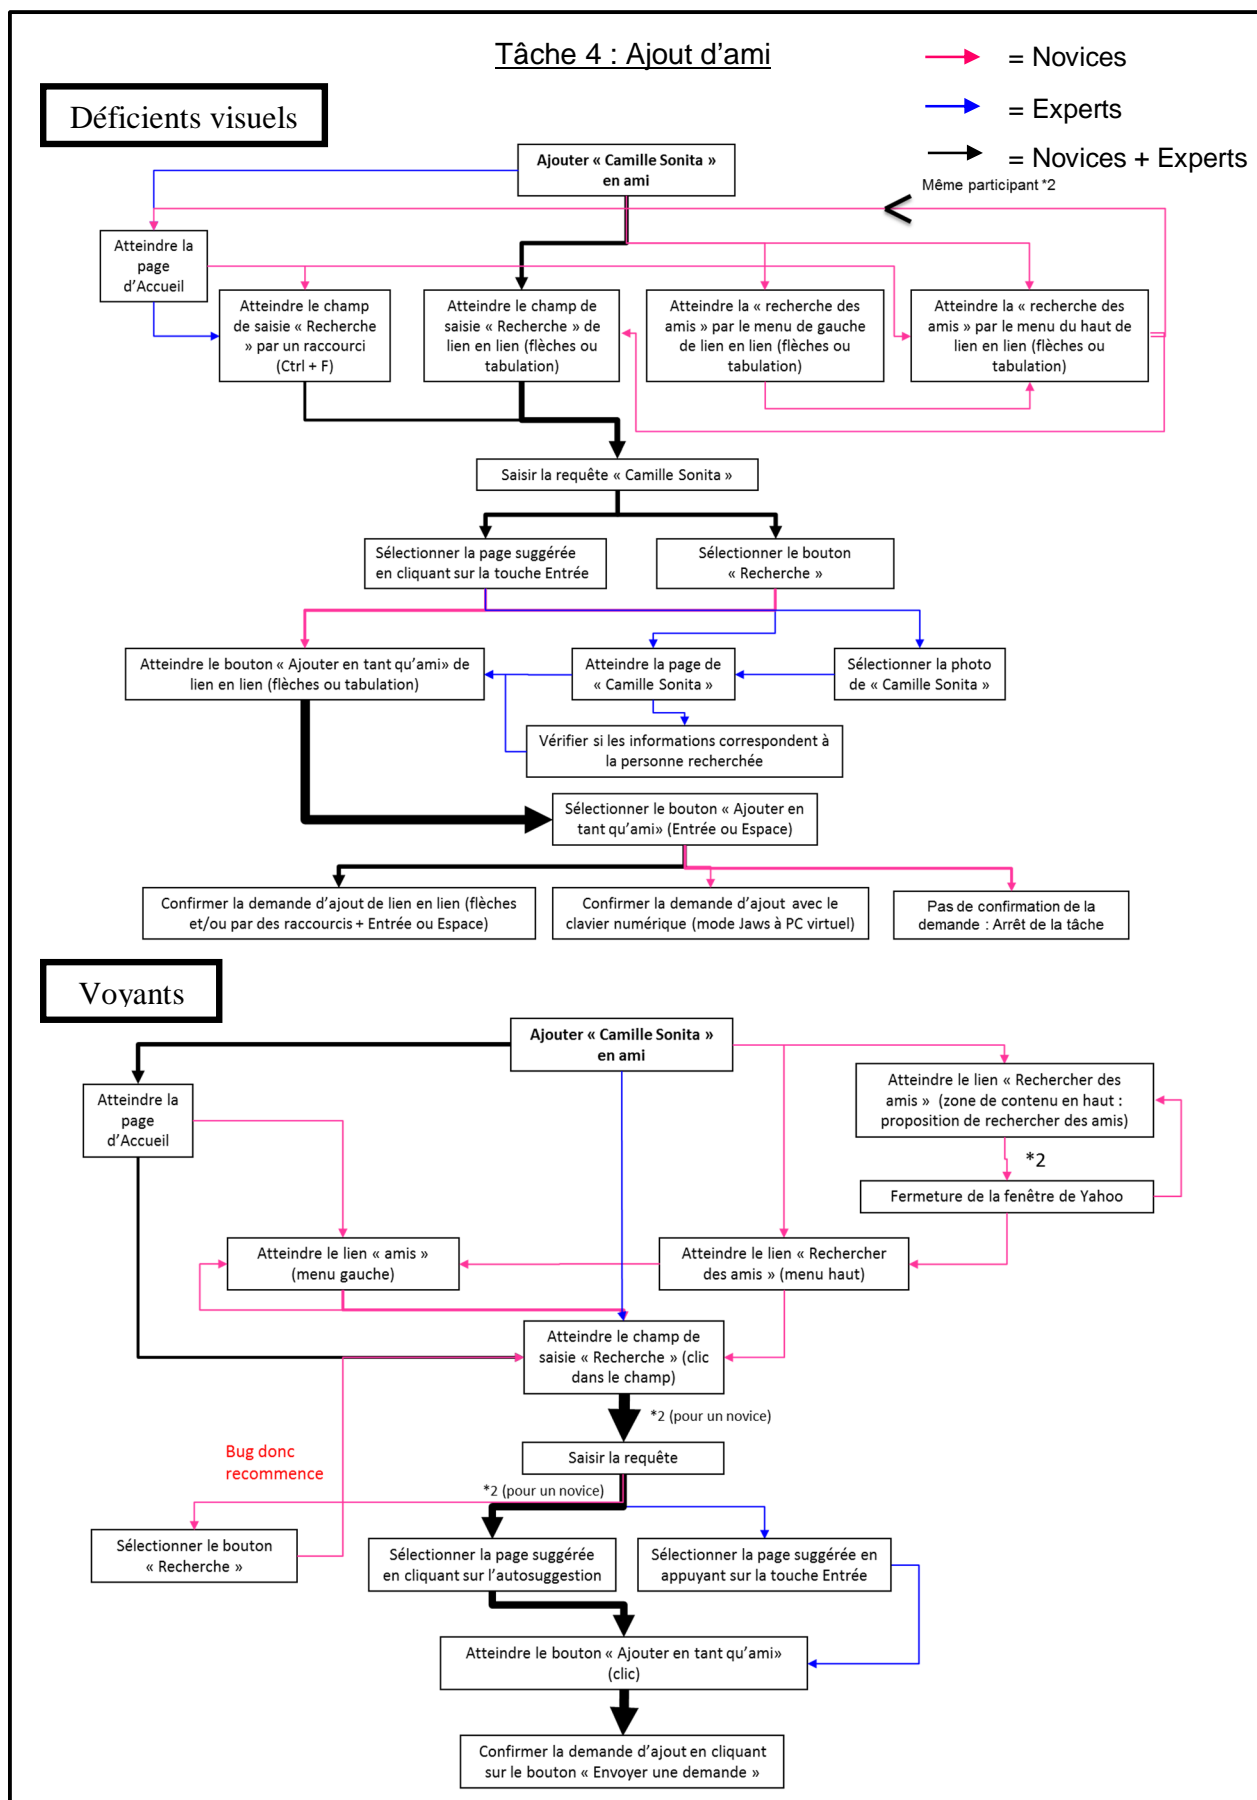 Tâche 4 : Ajout d’ami
= Novices
= Experts
= Novices + Experts
Déficients visuels
Ajouter « Camille Sonita »
en ami
Même participant *2
Atteindre la
page
d’Accueil
Atteindre le champ
de saisie « Recherche
» par un raccourci
(Ctrl + F)
Atteindre le champ de
saisie « Recherche » de
lien en lien (flèches ou
tabulation)
Atteindre la « recherche des
amis » par le menu de gauche
de lien en lien (flèches ou
tabulation)
Atteindre la « recherche des
amis » par le menu du haut de
lien en lien (flèches ou
tabulation)
Saisir la requête « Camille Sonita »
Sélectionner la page suggérée
en cliquant sur la touche Entrée
Sélectionner le bouton
« Recherche »
Atteindre le bouton « Ajouter en tant qu’ami» de
lien en lien (flèches ou tabulation)
Atteindre la page de
« Camille Sonita »
Sélectionner la photo
de « Camille Sonita »
Vérifier si les informations correspondent à
la personne recherchée
Sélectionner le bouton « Ajouter en
tant qu’ami» (Entrée ou Espace)
Confirmer la demande d’ajout de lien en lien (flèches
et/ou par des raccourcis + Entrée ou Espace)
Confirmer la demande d’ajout avec le
clavier numérique (mode Jaws à PC virtuel)
Pas de confirmation de la
demande : Arrêt de la tâche
Voyants
Ajouter « Camille Sonita »
en ami
Atteindre la
page
d’Accueil
Atteindre le lien « Rechercher des
amis » (zone de contenu en haut :
proposition de rechercher des amis)
*2
Fermeture de la fenêtre de Yahoo
Atteindre le lien « amis »
(menu gauche)
Atteindre le lien « Rechercher
des amis » (menu haut)
Atteindre le champ de
saisie « Recherche » (clic
dans le champ)
*2 (pour un novice)
Bug donc
recommence
Saisir la requête
*2 (pour un novice)
Sélectionner le bouton
« Recherche »
Sélectionner la page suggérée
en cliquant sur l’autosuggestion
Sélectionner la page suggérée en
appuyant sur la touche Entrée
Atteindre le bouton « Ajouter en tant qu’ami»
(clic)
Confirmer la demande d’ajout en cliquant
sur le bouton « Envoyer une demande »